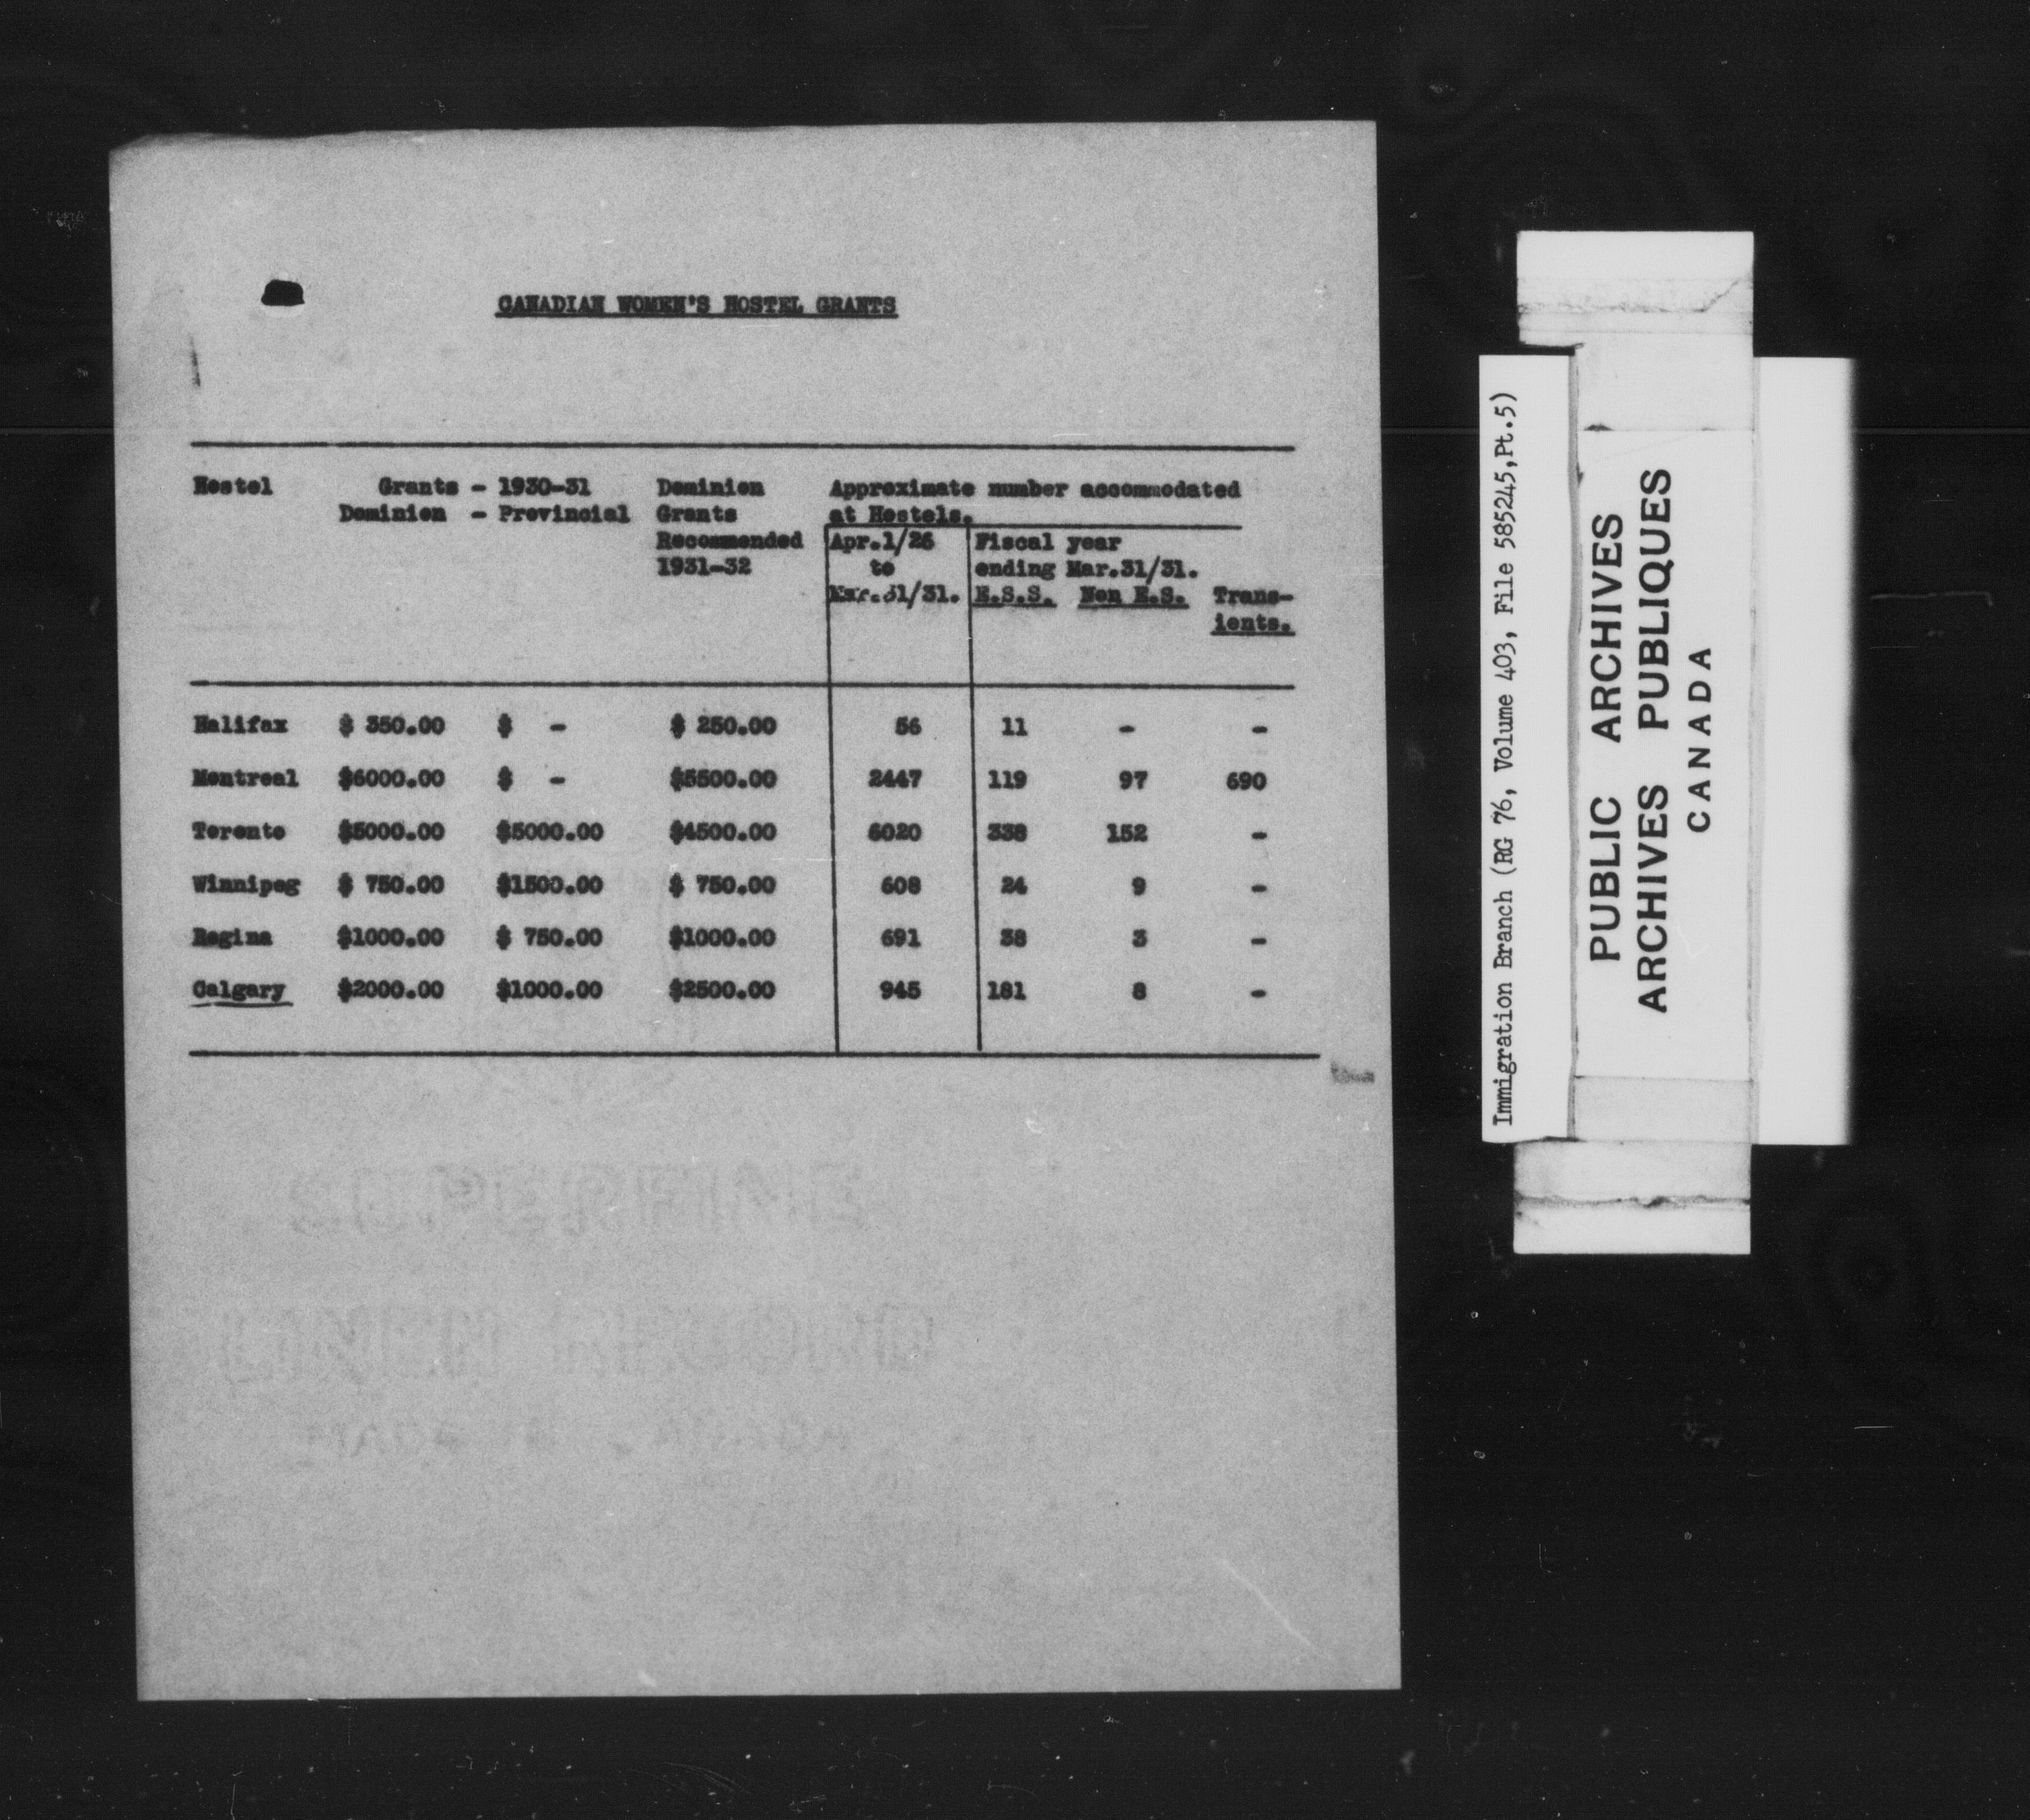 CANADIAN WOMEN'S HOSTEL GRANTS
Hostel Grants - 1930-31 Dominion Approximate number accommodated
Dominion - Provincial Grants at Hostels.
Recommended Apr.1/26 Fiscal year
1931-32 to ending Mar.31/31.
Mar.31/31. E.S.S. Non E.S. Trans-
ients.
Halifax $ 350.00 $ - $ 250.00 56 11 - -
Montreal $6000.00 $ - $5500.00 2447 119 97 690
Toronto $5000.00 $5000.00 $4500.00 6020 338 152 -
Winnipeg $ 750.00 $1500.00 $ 750.00 608 24 9 -
Regina $1000.00 $ 750.00 $1000.00 691 38 3 -
Calgary $2000.00 $1000.00 $2500.00 945 181 8 -
Immigration Branch (RG 76, Volume 403, File 585245,Pt.5)
PUBLIC ARCHIVES
ARCHIVES PUBLIQUES
CANADA